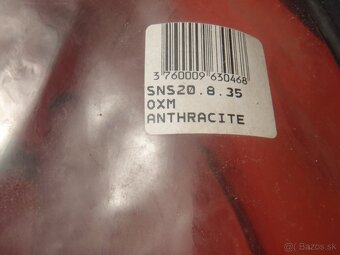 3 760009 630468
SNS20.8.35
OXM
ANTHRACITE
Bazos.sk